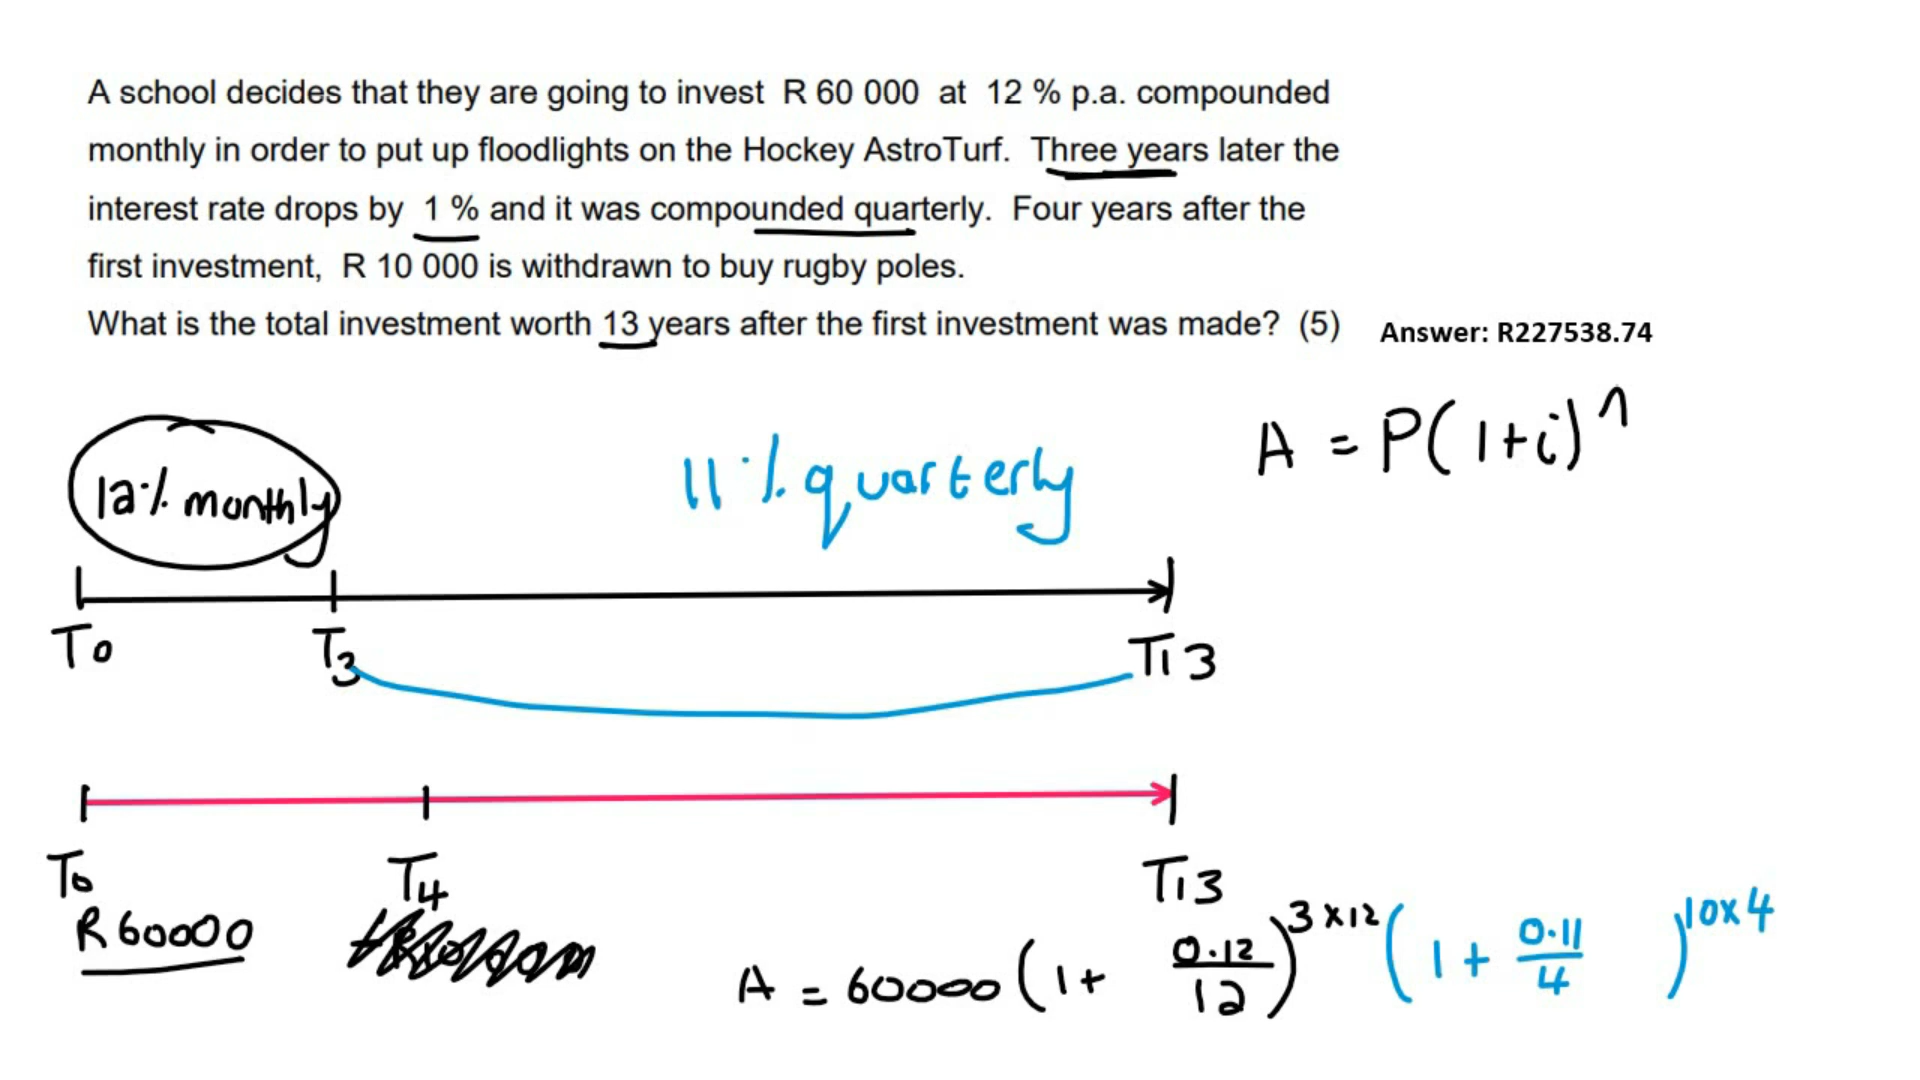 A school decides that they are going to invest R 60 000 at 12 % p.a. compounded
monthly in order to put up floodlights on the Hockey AstroTurf. Three years later the
interest rate drops by 1 % and it was compounded quarterly. Four years after the
first investment, R 10 000 is withdrawn to buy rugby poles.
What is the total investment worth 13 years after the first investment was made? (5) Answer: R227538.74
A = P(1+i)^n
12% monthly
11% quarterly
T0 T3 T13
T0 T4 T13
R60000
A = 60000(1+ 0.12/12)^3×12 (1+ 0.11/4)^10×4